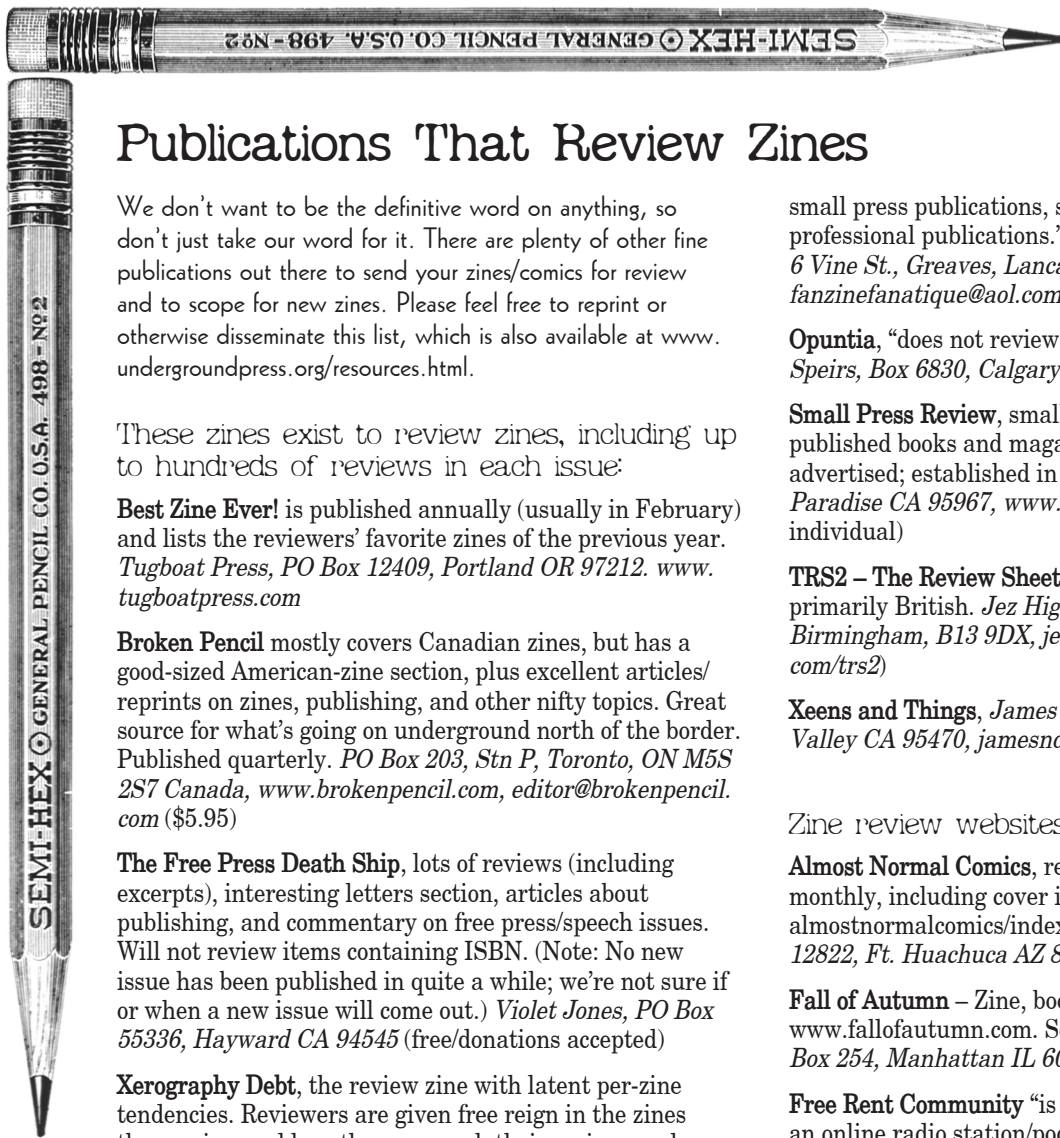 SEMI-HEX GENERAL PENCIL CO. U.S.A. 498-Nº2
SEMI-HEX GENERAL PENCIL CO. U.S.A. 498-Nº2
Publications That Review Zines
We don't want to be the definitive word on anything, so
don't just take our word for it. There are plenty of other fine
publications out there to send your zines/comics for review
and to scope for new zines. Please feel free to reprint or
otherwise disseminate this list, which is also available at www.
undergroundpress.org/resources.html.
These zines exist to review zines, including up
to hundreds of reviews in each issue:
Best Zine Ever! is published annually (usually in February)
and lists the reviewers' favorite zines of the previous year.
Tugboat Press, PO Box 12409, Portland OR 97212. www.
tugboatpress.com
Broken Pencil mostly covers Canadian zines, but has a
good-sized American-zine section, plus excellent articles/
reprints on zines, publishing, and other nifty topics. Great
source for what's going on underground north of the border.
Published quarterly. PO Box 203, Stn P, Toronto, ON M5S
2S7 Canada, www.brokenpencil.com, editor@brokenpencil.
com ($5.95)
The Free Press Death Ship, lots of reviews (including
excerpts), interesting letters section, articles about
publishing, and commentary on free press/speech issues.
Will not review items containing ISBN. (Note: No new
issue has been published in quite a while; we're not sure if
or when a new issue will come out.) Violet Jones, PO Box
55336, Hayward CA 94545 (free/donations accepted)
Xerography Debt, the review zine with latent per-zine
tendencies. Reviewers are given free reign in the zines
small press publications,
professional publications."
6 Vine St., Greaves,
fanzinefanatique@aol.com
Opuntia, "does not review
Speirs, Box 6830, Calgary
Small Press Review,
published books and
advertised; established in
Paradise CA 95967, www.
individual)
TRS2 – The Review Sheet
primarily British. Jez
Birmingham, B13 9DX,
com/trs2)
Xeens and Things, James
Valley CA 95470,
Zine review websites
Almost Normal Comics,
monthly, including cover
almostnormalcomics/
12822, Ft. Huachuca AZ
Fall of Autumn – Zine,
www.fallofautumn.com.
Box 254, Manhattan IL
Free Rent Community "is
an online radio